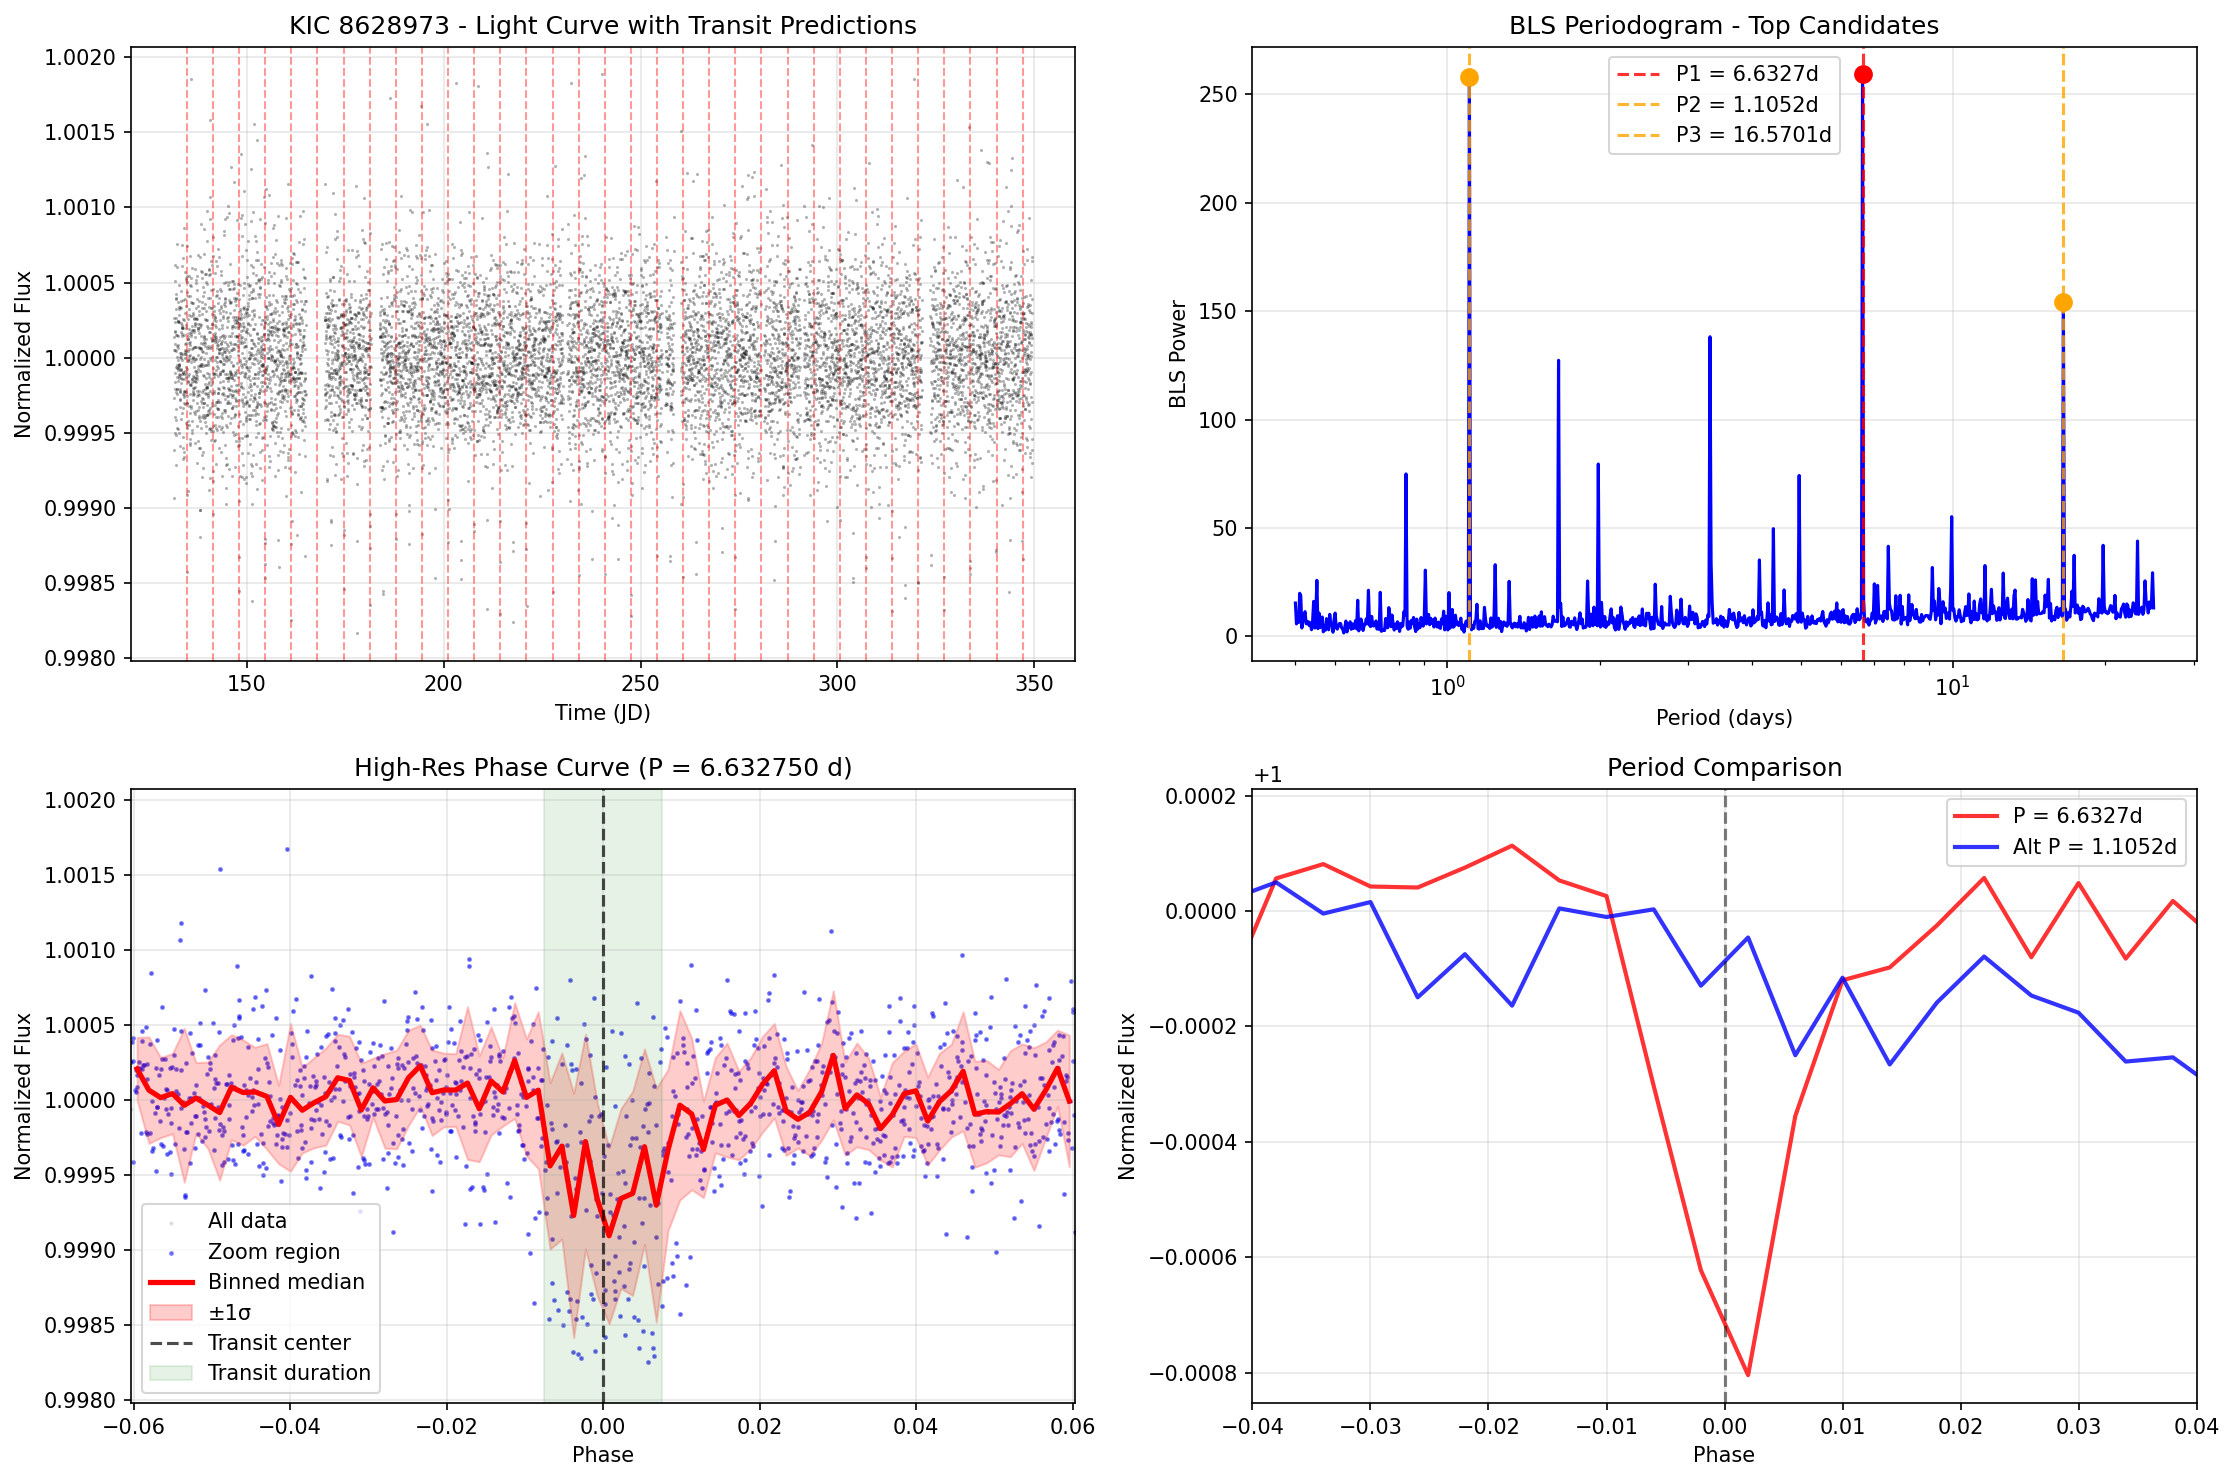 KIC 8628973 - Light Curve with Transit Predictions
1.0020
1.0015
1.0010
1.0005
1.0000
0.9995
0.9990
0.9985
0.9980
Normalized Flux
150
200
250
300
350
Time (JD)
BLS Periodogram - Top Candidates
250
200
150
100
50
0
BLS Power
P1 = 6.6327d
P2 = 1.1052d
P3 = 16.5701d
10⁰
10¹
Period (days)
High-Res Phase Curve (P = 6.632750 d)
1.0020
1.0015
1.0010
1.0005
1.0000
0.9995
0.9990
0.9985
0.9980
Normalized Flux
All data
Zoom region
Binned median
±1σ
Transit center
Transit duration
−0.06
−0.04
−0.02
0.00
0.02
0.04
0.06
Phase
Period Comparison
+1
0.0002
0.0000
−0.0002
−0.0004
−0.0006
−0.0008
Normalized Flux
P = 6.6327d
Alt P = 1.1052d
−0.04
−0.03
−0.02
−0.01
0.00
0.01
0.02
0.03
0.04
Phase